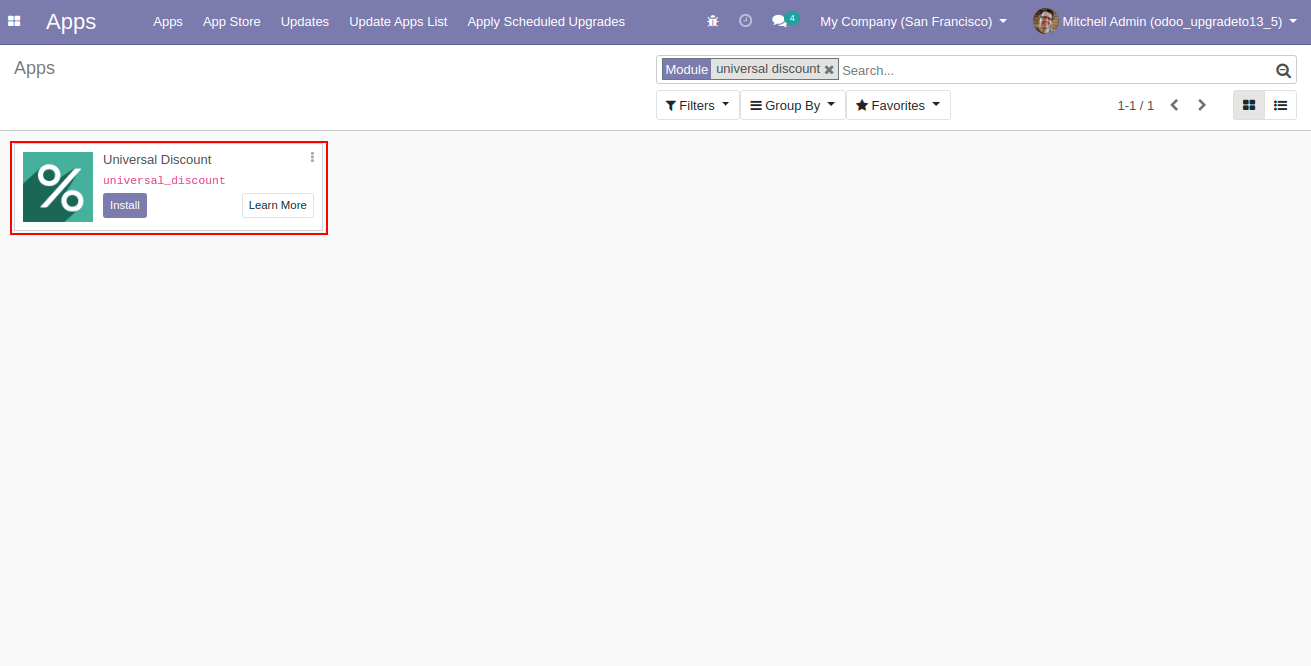 Apps
Apps
App Store
Updates
Update Apps List
Apply Scheduled Upgrades
4
My Company (San Francisco)
Mitchell Admin (odoo_upgradeto13_5)
Apps
Module universal discount
Search...
Filters
Group By
Favorites
1-1 / 1
Universal Discount
universal_discount
Install
Learn More